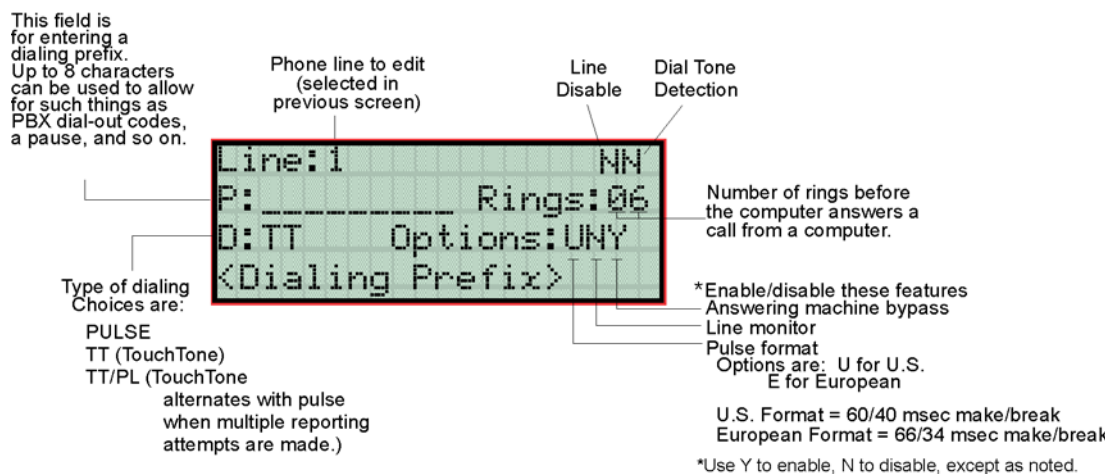 This field is
for entering a
dialing prefix.
Up to 8 characters
can be used to allow
for such things as
PBX dial-out codes,
a pause, and so on.
Phone line to edit
(selected in
previous screen)
Line
Disable
Dial Tone
Detection
Line:1 NN
P:_________ Rings:06
D:TT Options:UNY
<Dialing Prefix>
Number of rings before
the computer answers a
call from a computer.
Type of dialing
Choices are:
PULSE
TT (TouchTone)
TT/PL (TouchTone
alternates with pulse
when multiple reporting
attempts are made.)
*Enable/disable these features
Answering machine bypass
Line monitor
Pulse format
Options are: U for U.S.
E for European
U.S. Format = 60/40 msec make/break
European Format = 66/34 msec make/break
*Use Y to enable, N to disable, except as noted.